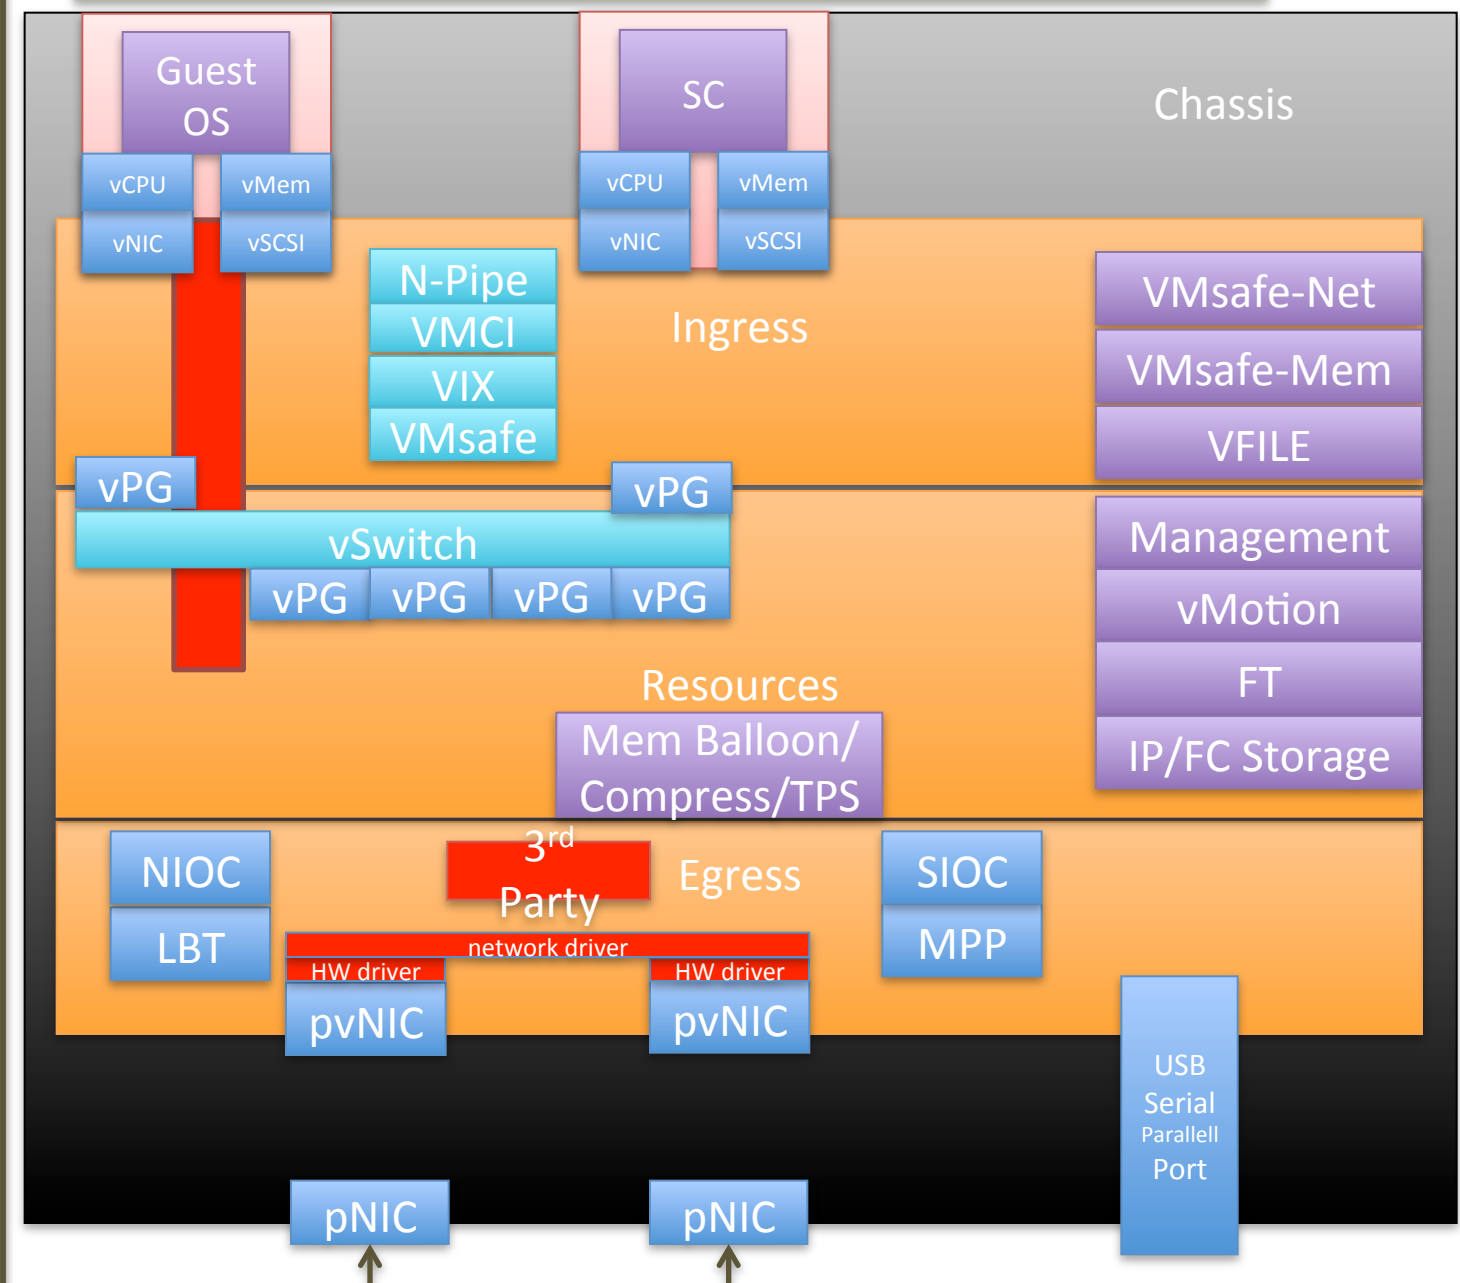 Guest
OS
SC
Chassis
vCPU
vMem
vNIC
vSCSI
vCPU
vMem
vNIC
vSCSI
N-Pipe
VMCI
VIX
VMsafe
Ingress
VMsafe-Net
VMsafe-Mem
VFILE
vPG
vPG
vSwitch
vPG
vPG
vPG
vPG
Management
vMotion
FT
IP/FC Storage
Resources
Mem Balloon/
Compress/TPS
NIOC
LBT
3rd
Party
Egress
SIOC
MPP
network driver
HW driver
HW driver
pvNIC
pvNIC
USB
Serial
Parallell
Port
pNIC
pNIC